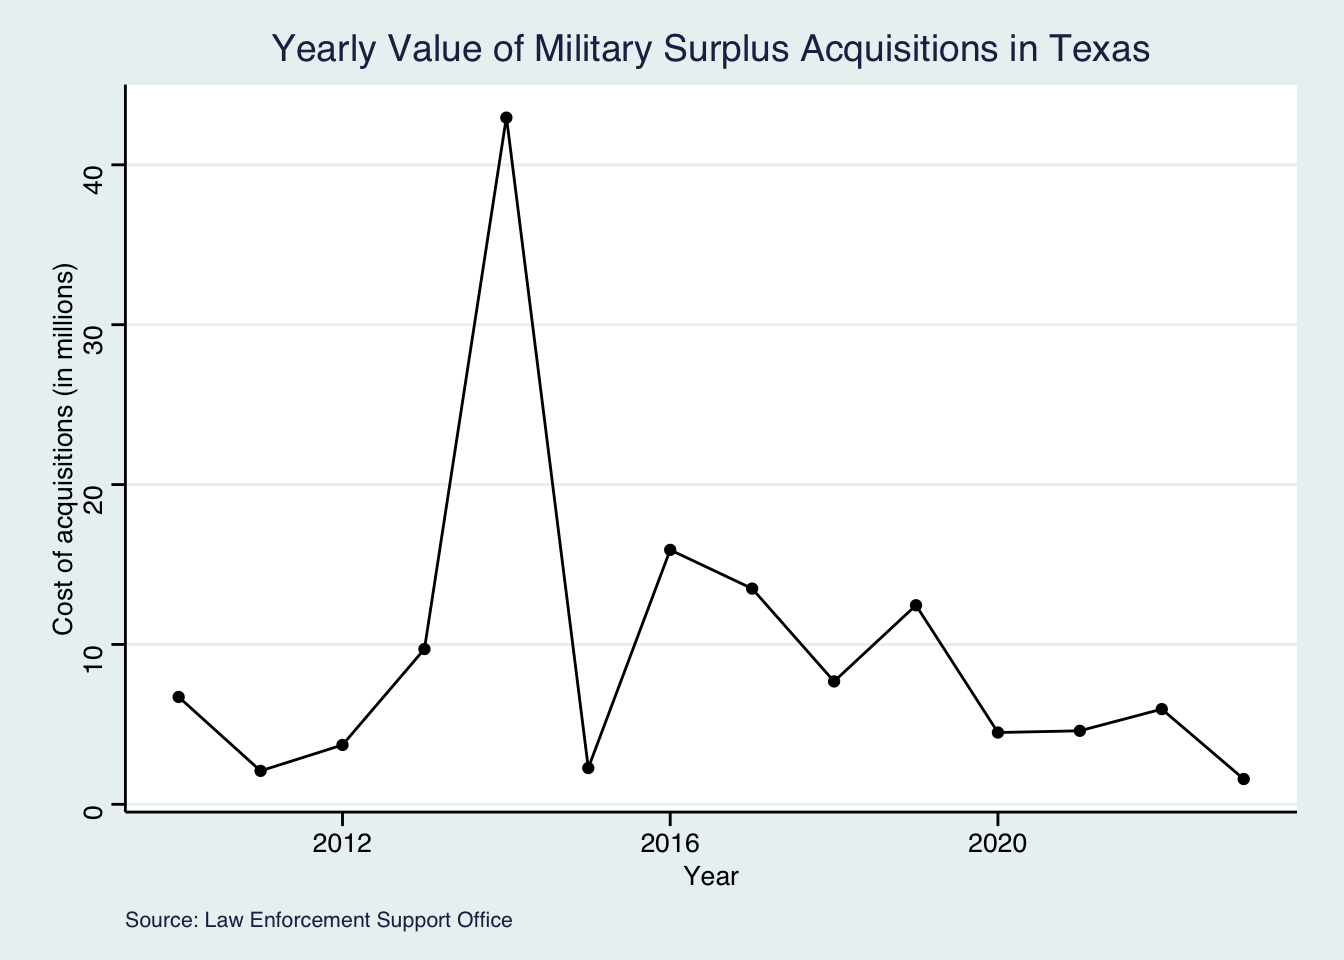 Yearly Value of Military Surplus Acquisitions in Texas
Cost of acquisitions (in millions)
40
30
20
10
0
2012
2016
2020
Year
Source: Law Enforcement Support Office